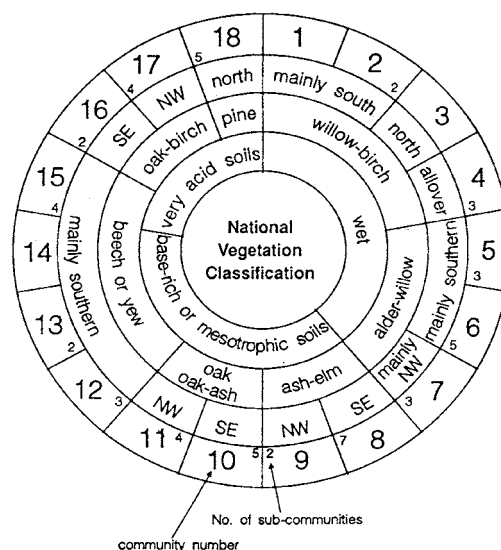 National
Vegetation
Classification
very acid soils
wet
base-rich or mesotrophic soils
pine
willow-birch
alder-willow
ash-elm
oak
oak-ash
beech or yew
oak-birch
north
mainly south
north
allover
mainly southern
mainly
NW
SE
NW
SE
NW
mainly southern
SE
NW
1
2
2
3
4
3
5
3
6
5
7
3
8
7
9
2
10
5
11
4
12
3
13
2
14
15
4
16
2
17
4
18
5
No. of sub-communities
community number